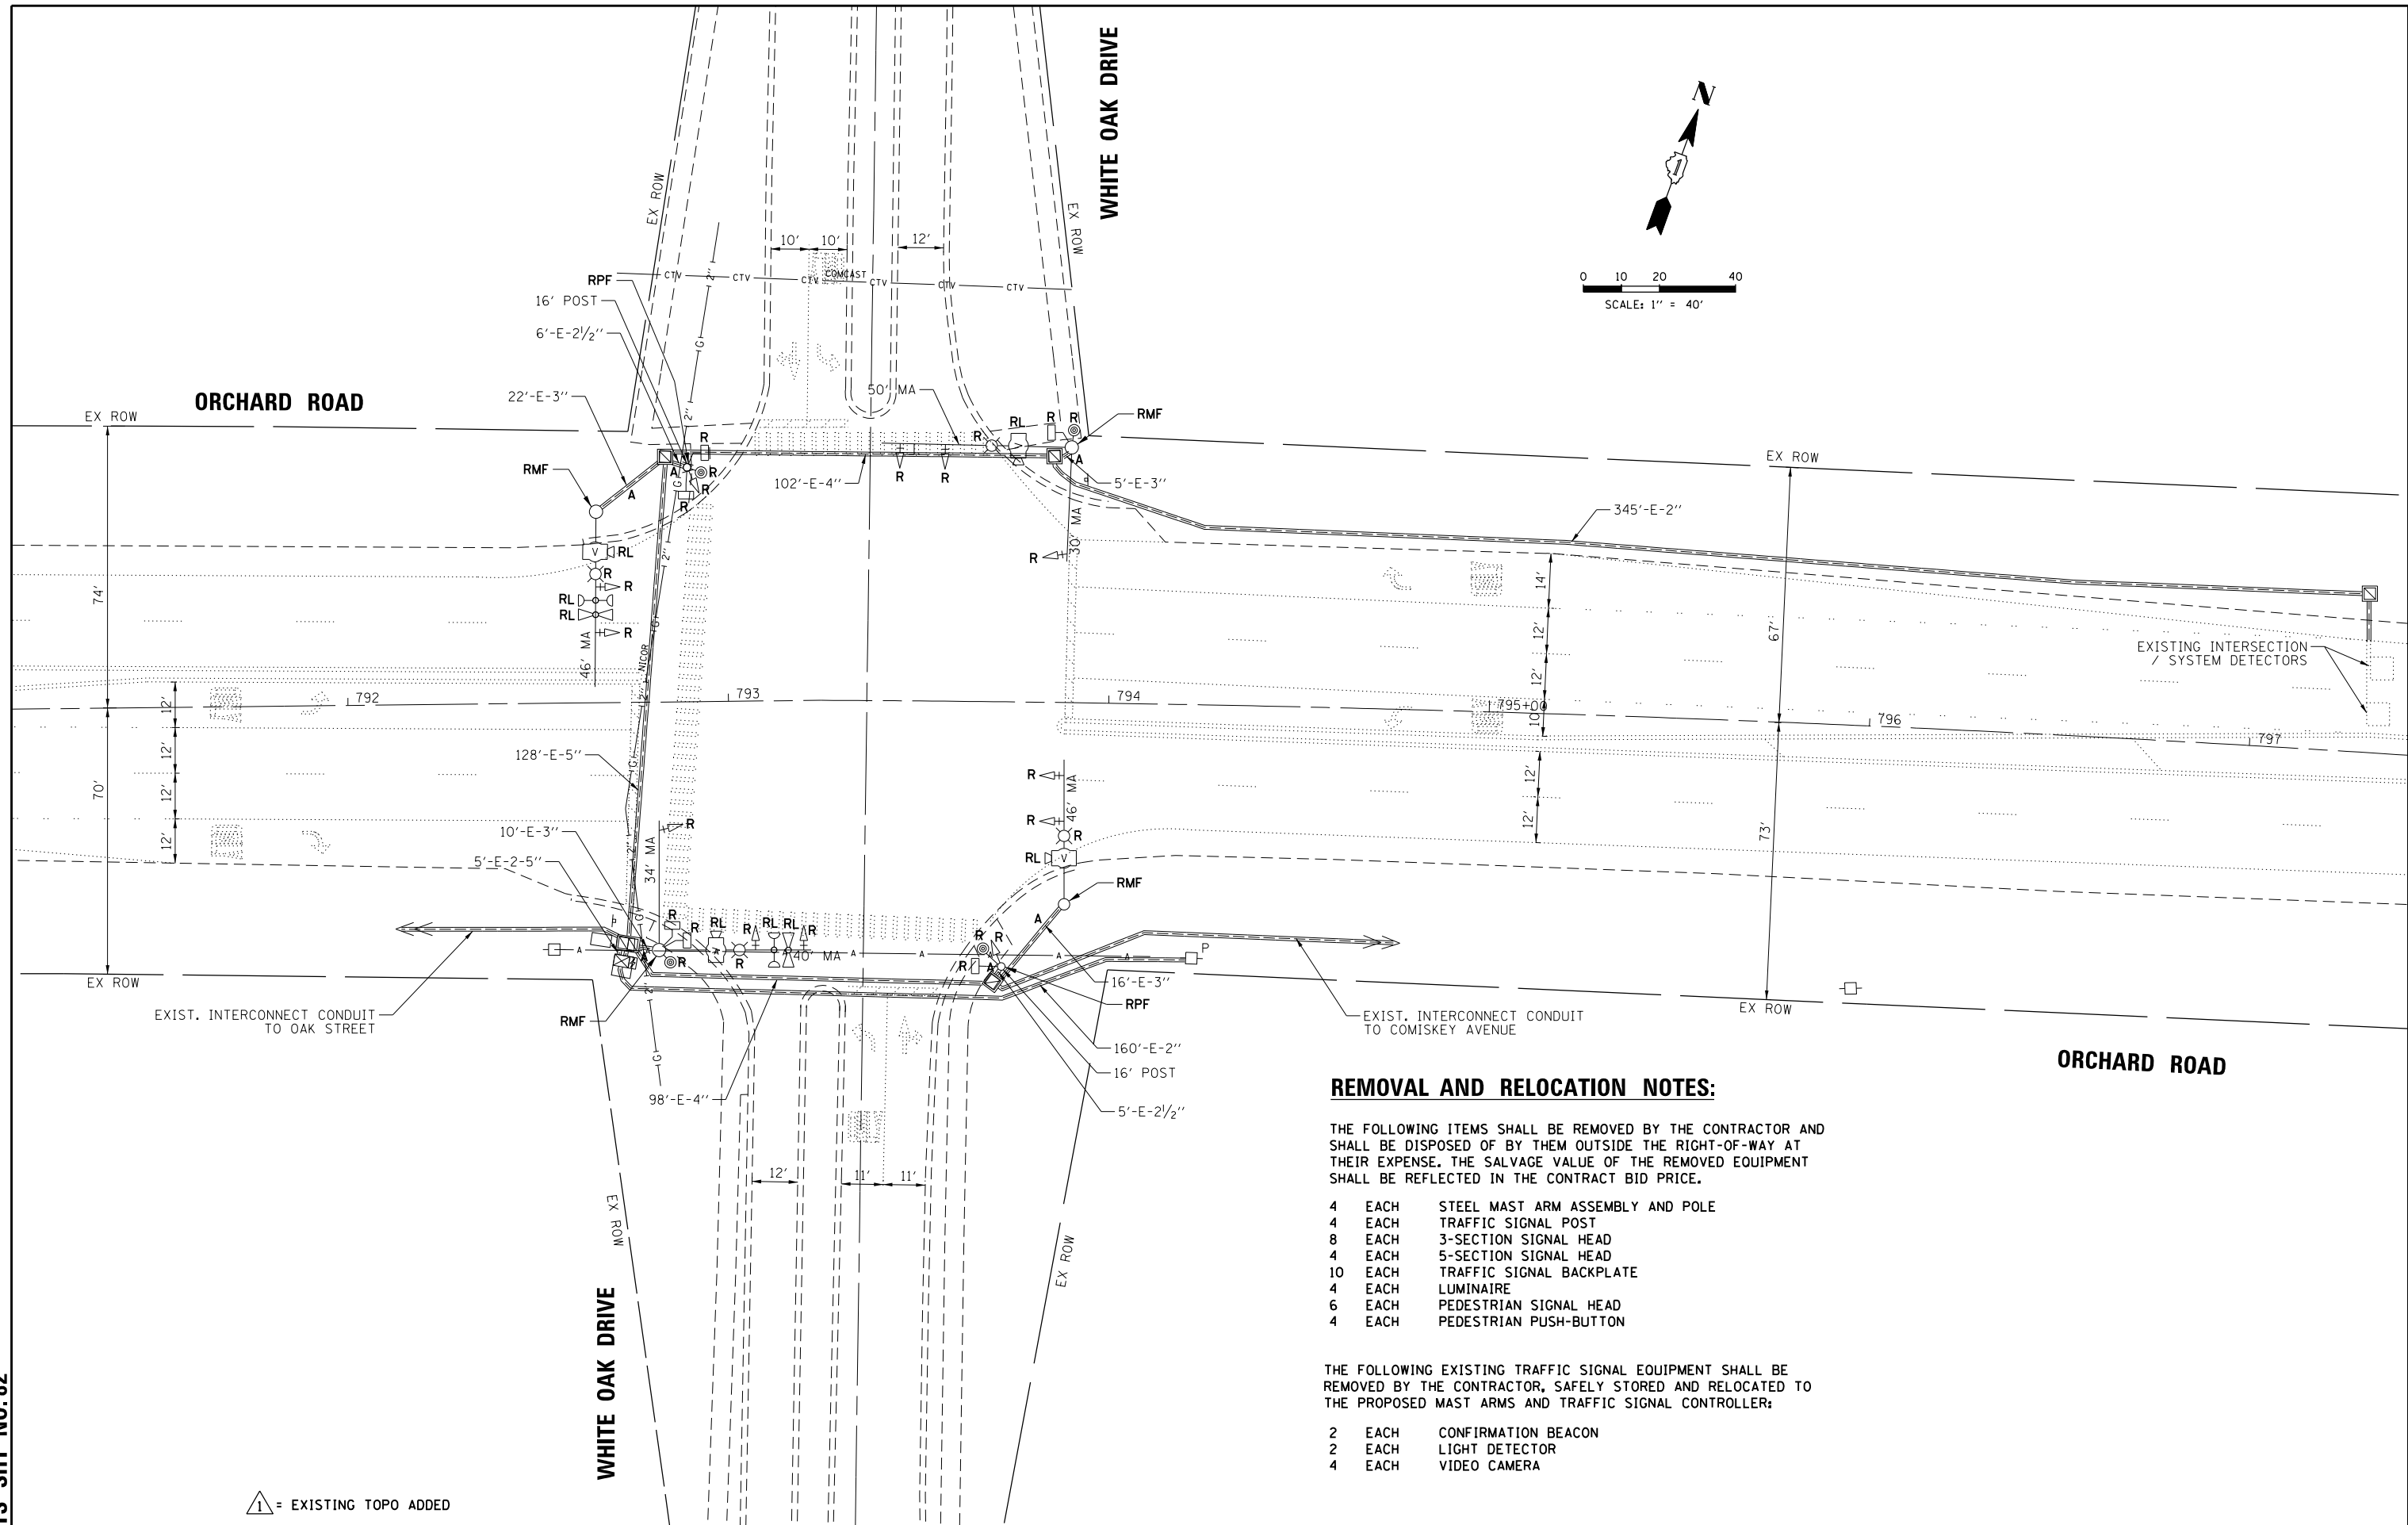 WHITE OAK DRIVE
N
0 10 20 40
SCALE: 1'' = 40'
EX ROW
EX ROW
10' 10' 12'
CTV CTV CTV COMCAST CTV CTV
2''
G
RPF
16' POST
6'-E-2 1/2''
22'-E-3''
ORCHARD ROAD
EX ROW
50' MA
RL R R
RMF
R
R
RMF
A
A R
R
R
G
2''
A
102'-E-4''
R R
5'-E-3''
EX ROW
345'-E-2''
V RL
R
R
RL
RL
R
46' MA
2''
G
NICOR
2''
30' MA
R
74'
14'
12'
12'
10'
67'
EXISTING INTERSECTION
/ SYSTEM DETECTORS
12'
792
793
794
795+00
796
797
128'-E-5''
G
12'
12'
12'
70'
R
46' MA
R
R
RL V
12'
12'
73'
10'-E-3''
5'-E-2-5''
2''
34' MA
R
RMF
A
G
A
R R RL R RL RL R
V
A
R
R
40' MA
A A A A
R R
R A
P
16'-E-3''
RPF
EX ROW
EX ROW
EXIST. INTERCONNECT CONDUIT
TO OAK STREET
RMF
2''
G
EXIST. INTERCONNECT CONDUIT
TO COMISKEY AVENUE
160'-E-2''
16' POST
5'-E-2 1/2''
98'-E-4''
ORCHARD ROAD
12' 11' 11'
EX ROW
EX ROW
WHITE OAK DRIVE
REMOVAL AND RELOCATION NOTES:
THE FOLLOWING ITEMS SHALL BE REMOVED BY THE CONTRACTOR AND
SHALL BE DISPOSED OF BY THEM OUTSIDE THE RIGHT-OF-WAY AT
THEIR EXPENSE. THE SALVAGE VALUE OF THE REMOVED EQUIPMENT
SHALL BE REFLECTED IN THE CONTRACT BID PRICE.
4 EACH STEEL MAST ARM ASSEMBLY AND POLE
4 EACH TRAFFIC SIGNAL POST
8 EACH 3-SECTION SIGNAL HEAD
4 EACH 5-SECTION SIGNAL HEAD
10 EACH TRAFFIC SIGNAL BACKPLATE
4 EACH LUMINAIRE
6 EACH PEDESTRIAN SIGNAL HEAD
4 EACH PEDESTRIAN PUSH-BUTTON
THE FOLLOWING EXISTING TRAFFIC SIGNAL EQUIPMENT SHALL BE
REMOVED BY THE CONTRACTOR, SAFELY STORED AND RELOCATED TO
THE PROPOSED MAST ARMS AND TRAFFIC SIGNAL CONTROLLER:
2 EACH CONFIRMATION BEACON
2 EACH LIGHT DETECTOR
4 EACH VIDEO CAMERA
1 = EXISTING TOPO ADDED